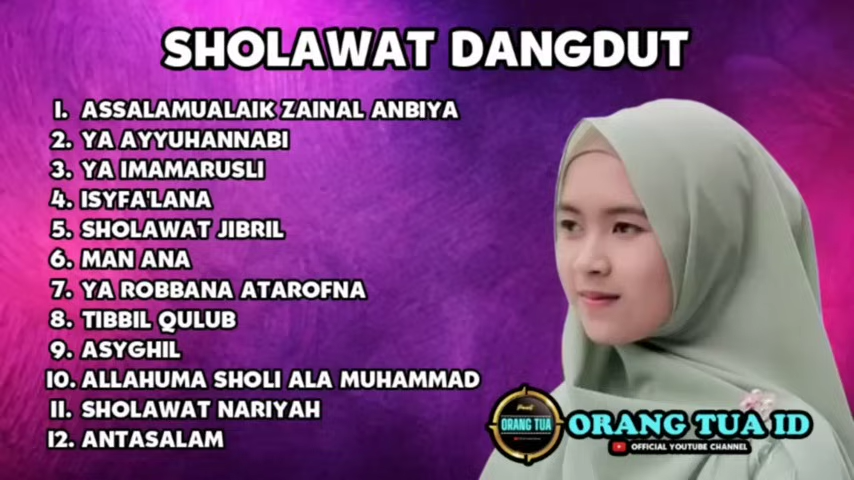 SHOLAWAT DANGDUT
1. ASSALAMUALAIK ZAINAL ANBIYA
2. YA AYYUHANNABI
3. YA IMAMARUSLI
4. ISYFA'LANA
5. SHOLAWAT JIBRIL
6. MAN ANA
7. YA ROBBANA ATAROFNA
8. TIBBIL QULUB
9. ASYGHIL
10. ALLAHUMA SHOLI ALA MUHAMMAD
11. SHOLAWAT NARIYAH
12. ANTASALAM
ORANG TUA
ORANG TUA ID
OFFICIAL YOUTUBE CHANNEL